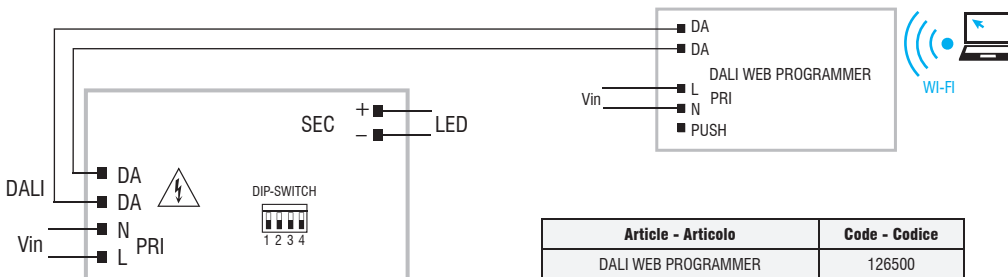 DA
DA
DALI WEB PROGRAMMER
Vin
L
PRI
N
PUSH
WI-FI
SEC
+
−
LED
DALI
DA
DA
DIP-SWITCH
1 2 3 4
Vin
N
PRI
L
Article - Articolo Code - Codice
DALI WEB PROGRAMMER 126500